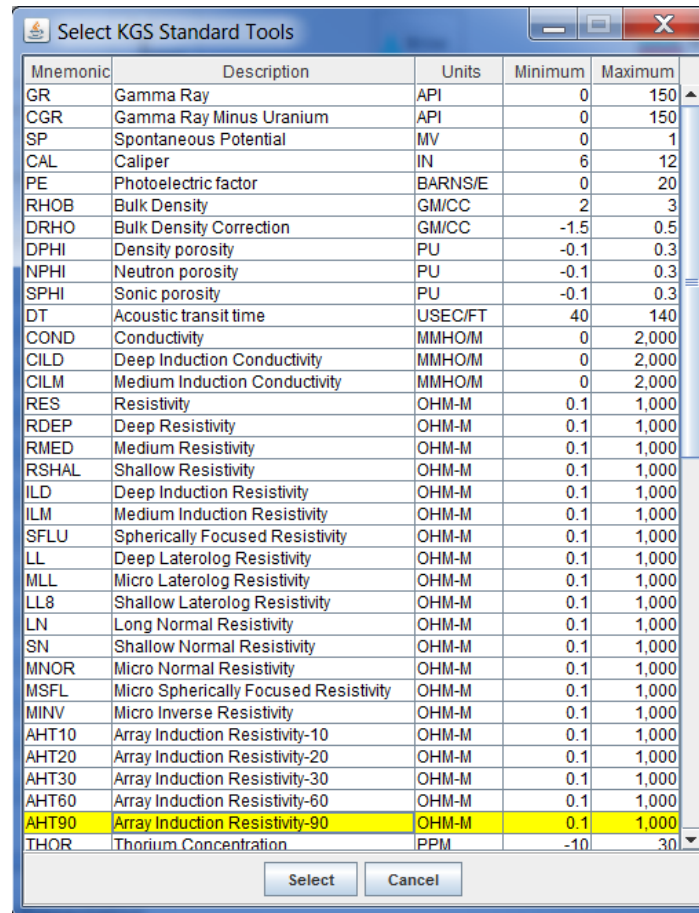 Select KGS Standard Tools
Mnemonic Description Units Minimum Maximum
GR Gamma Ray API 0 150
CGR Gamma Ray Minus Uranium API 0 150
SP Spontaneous Potential MV 0 1
CAL Caliper IN 6 12
PE Photoelectric factor BARNS/E 0 20
RHOB Bulk Density GM/CC 2 3
DRHO Bulk Density Correction GM/CC -1.5 0.5
DPHI Density porosity PU -0.1 0.3
NPHI Neutron porosity PU -0.1 0.3
SPHI Sonic porosity PU -0.1 0.3
DT Acoustic transit time USEC/FT 40 140
COND Conductivity MMHO/M 0 2,000
CILD Deep Induction Conductivity MMHO/M 0 2,000
CILM Medium Induction Conductivity MMHO/M 0 2,000
RES Resistivity OHM-M 0.1 1,000
RDEP Deep Resistivity OHM-M 0.1 1,000
RMED Medium Resistivity OHM-M 0.1 1,000
RSHAL Shallow Resistivity OHM-M 0.1 1,000
ILD Deep Induction Resistivity OHM-M 0.1 1,000
ILM Medium Induction Resistivity OHM-M 0.1 1,000
SFLU Spherically Focused Resistivity OHM-M 0.1 1,000
LL Deep Laterolog Resistivity OHM-M 0.1 1,000
MLL Micro Laterolog Resistivity OHM-M 0.1 1,000
LL8 Shallow Laterolog Resistivity OHM-M 0.1 1,000
LN Long Normal Resistivity OHM-M 0.1 1,000
SN Shallow Normal Resistivity OHM-M 0.1 1,000
MNOR Micro Normal Resistivity OHM-M 0.1 1,000
MSFL Micro Spherically Focused Resistivity OHM-M 0.1 1,000
MINV Micro Inverse Resistivity OHM-M 0.1 1,000
AHT10 Array Induction Resistivity-10 OHM-M 0.1 1,000
AHT20 Array Induction Resistivity-20 OHM-M 0.1 1,000
AHT30 Array Induction Resistivity-30 OHM-M 0.1 1,000
AHT60 Array Induction Resistivity-60 OHM-M 0.1 1,000
AHT90 Array Induction Resistivity-90 OHM-M 0.1 1,000
THOR Thorium Concentration PPM -10 30
Select Cancel